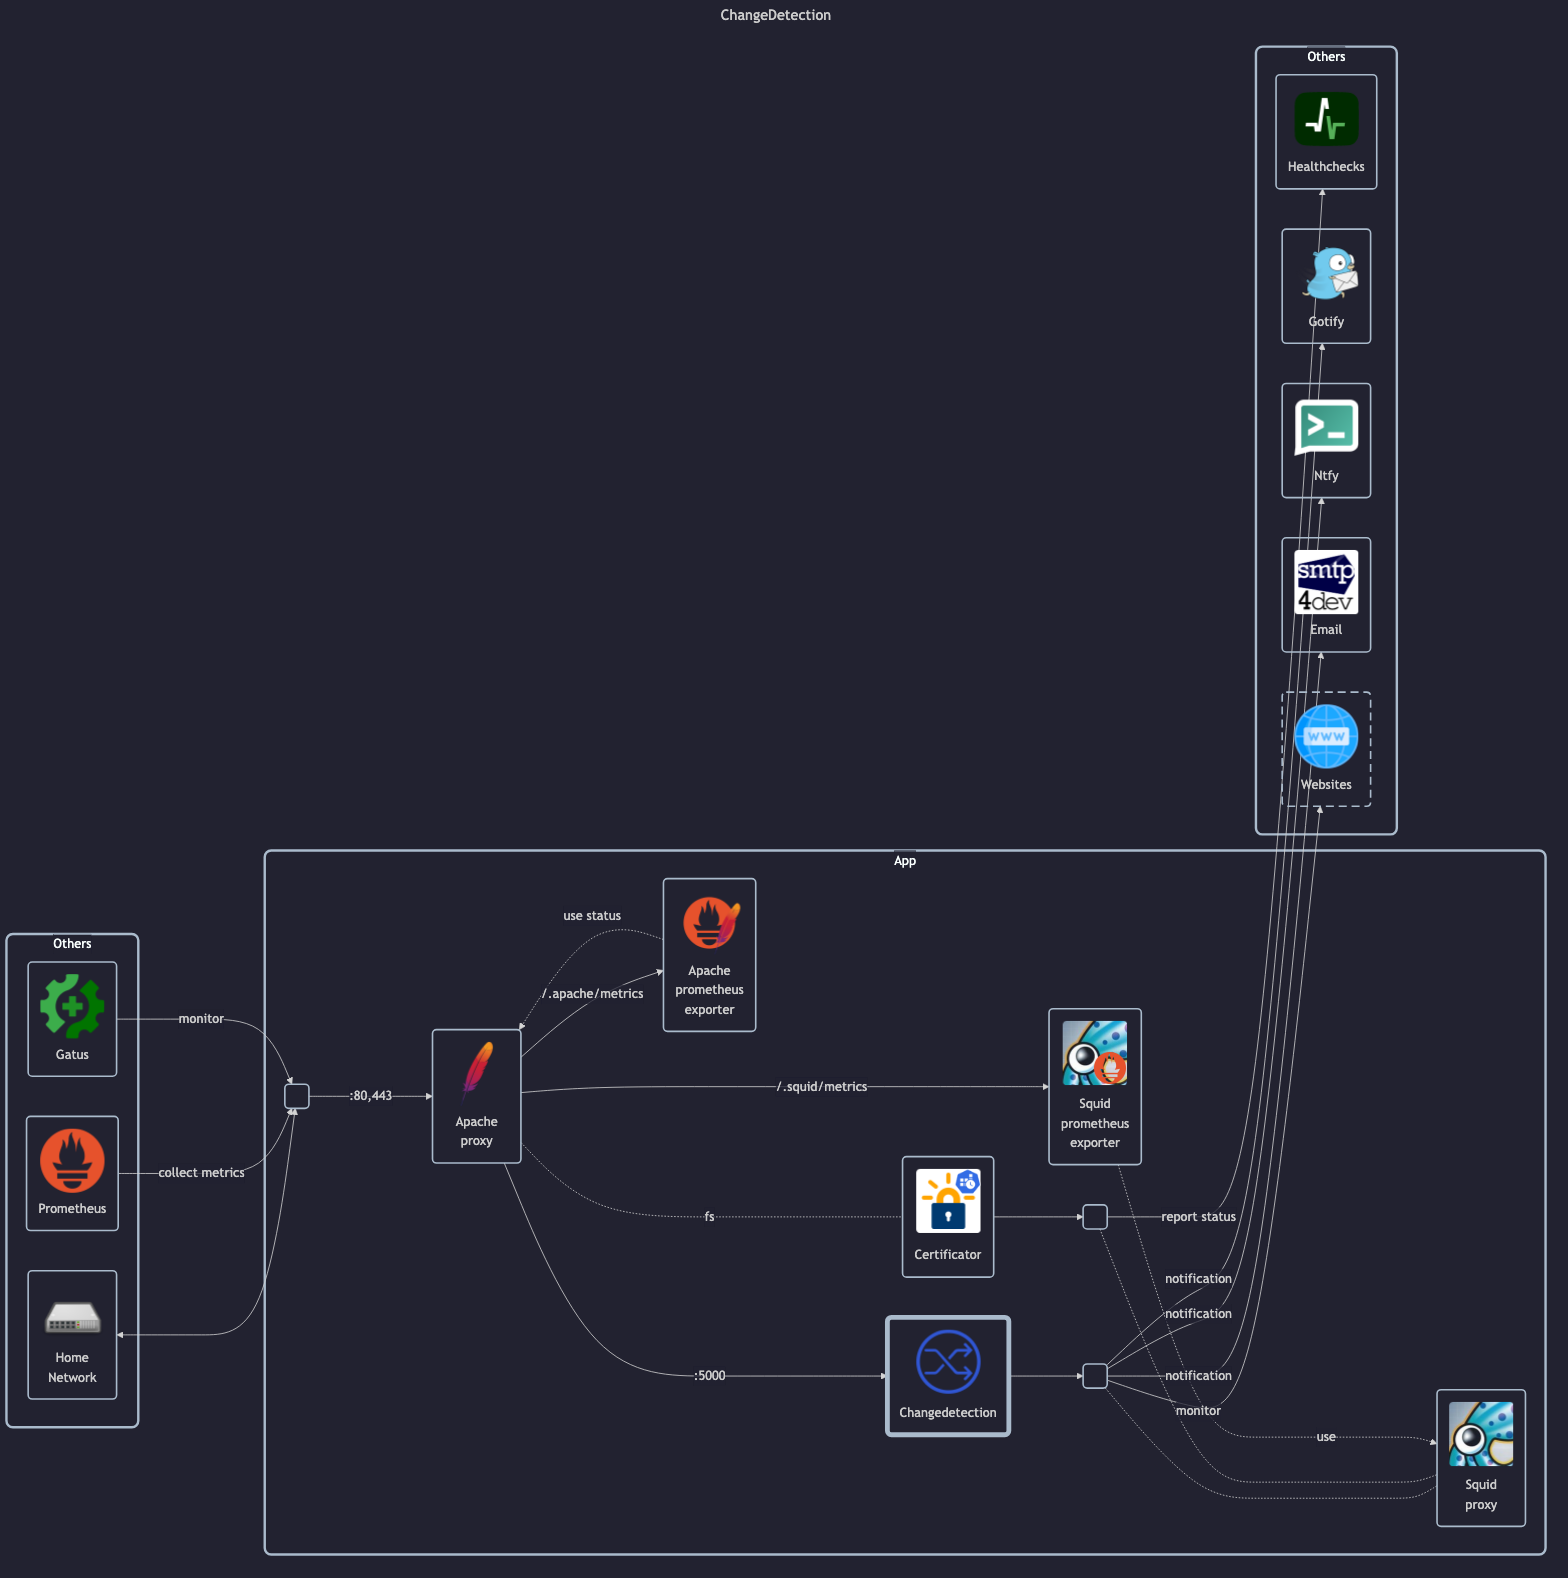 ChangeDetection
Others
Healthchecks
Gotify
>_
Ntfy
smtp
4dev
Email
www
Websites
App
Others
Gatus
monitor
Prometheus
collect metrics
Home
Network
:80,443
Apache
proxy
use status
/.apache/metrics
Apache
prometheus
exporter
/.squid/metrics
Squid
prometheus
exporter
fs
Certificator
report status
:5000
Changedetection
notification
notification
notification
monitor
use
Squid
proxy